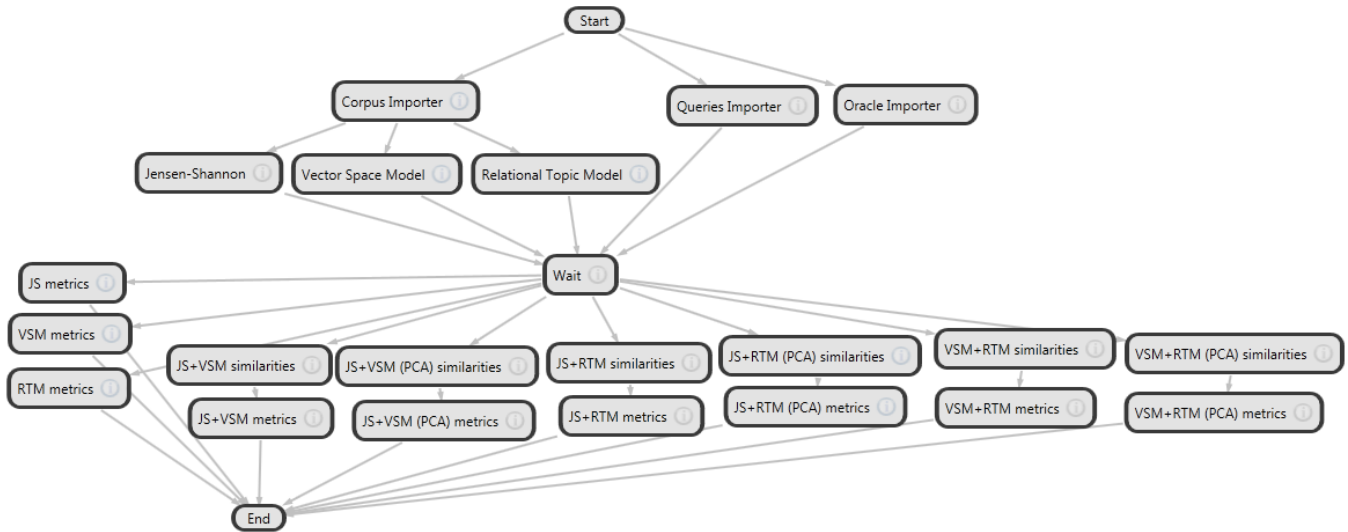 Start
Corpus Importer
Queries Importer
Oracle Importer
Jensen-Shannon
Vector Space Model
Relational Topic Model
Wait
JS metrics
VSM metrics
RTM metrics
JS+VSM similarities
JS+VSM (PCA) similarities
JS+RTM similarities
JS+RTM (PCA) similarities
VSM+RTM similarities
VSM+RTM (PCA) similarities
JS+VSM metrics
JS+VSM (PCA) metrics
JS+RTM metrics
JS+RTM (PCA) metrics
VSM+RTM metrics
VSM+RTM (PCA) metrics
End